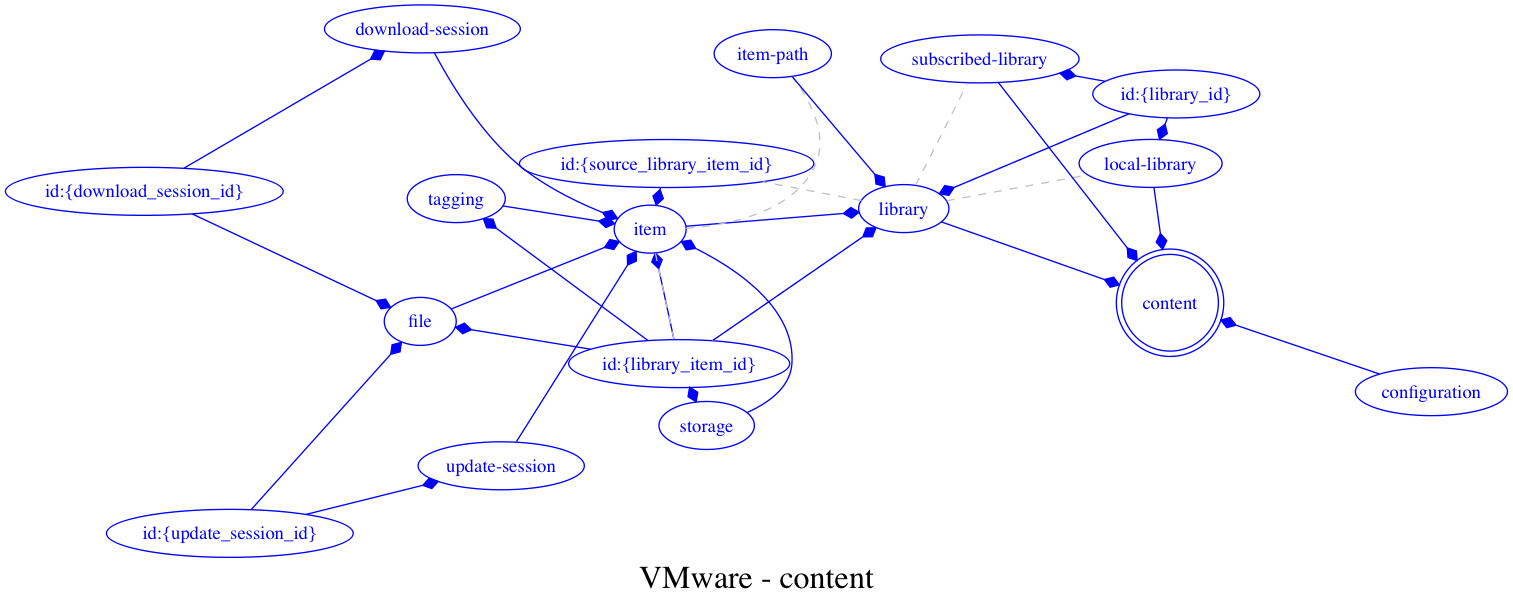 download-session
item-path
subscribed-library
id:{library_id}
id:{source_library_item_id}
local-library
id:{download_session_id}
tagging
library
item
content
file
id:{library_item_id}
configuration
storage
update-session
id:{update_session_id}
VMware - content